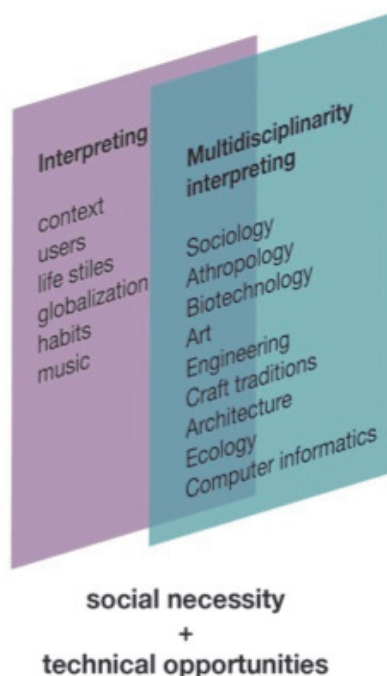 Interpreting
context
users
life stiles
globalization
habits
music
Multidisciplinarity
interpreting
Sociology
Athropology
Biotechnology
Art
Engineering
Craft traditions
Architecture
Ecology
Computer informatics
social necessity
+
technical opportunities